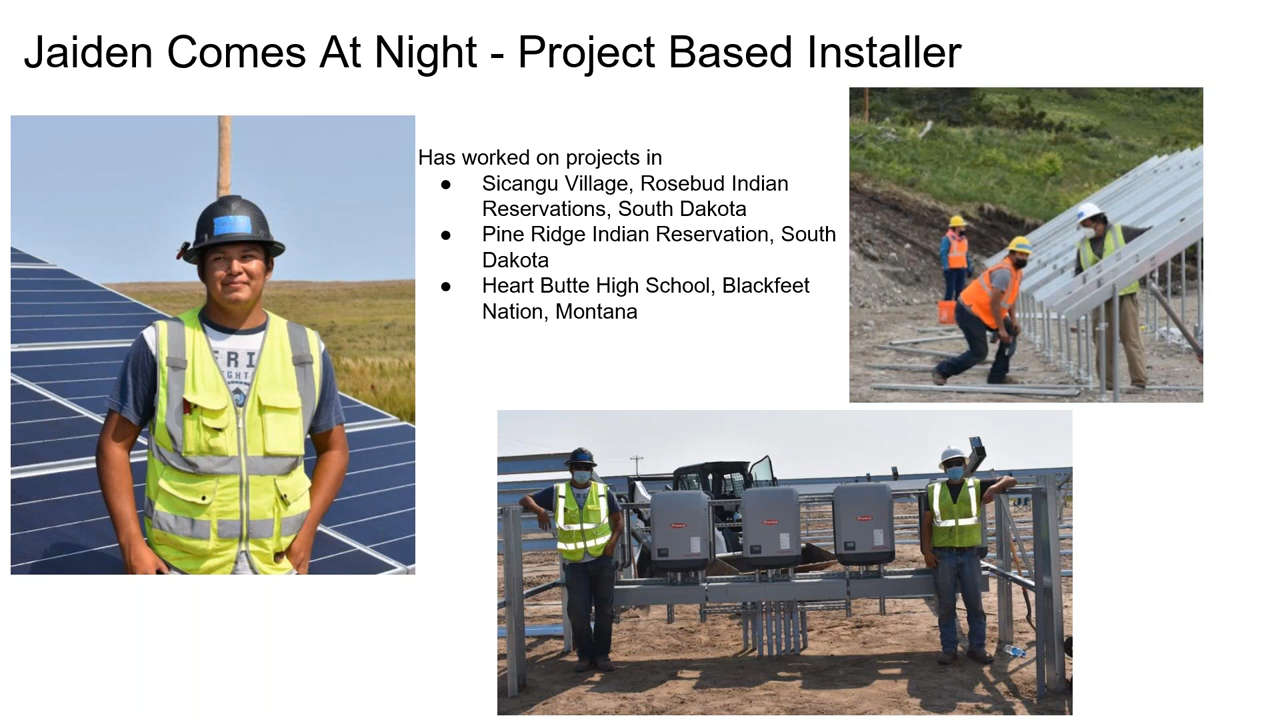 Jaiden Comes At Night - Project Based Installer
Has worked on projects in
● Sicangu Village, Rosebud Indian
Reservations, South Dakota
● Pine Ridge Indian Reservation, South
Dakota
● Heart Butte High School, Blackfeet
Nation, Montana
ERI